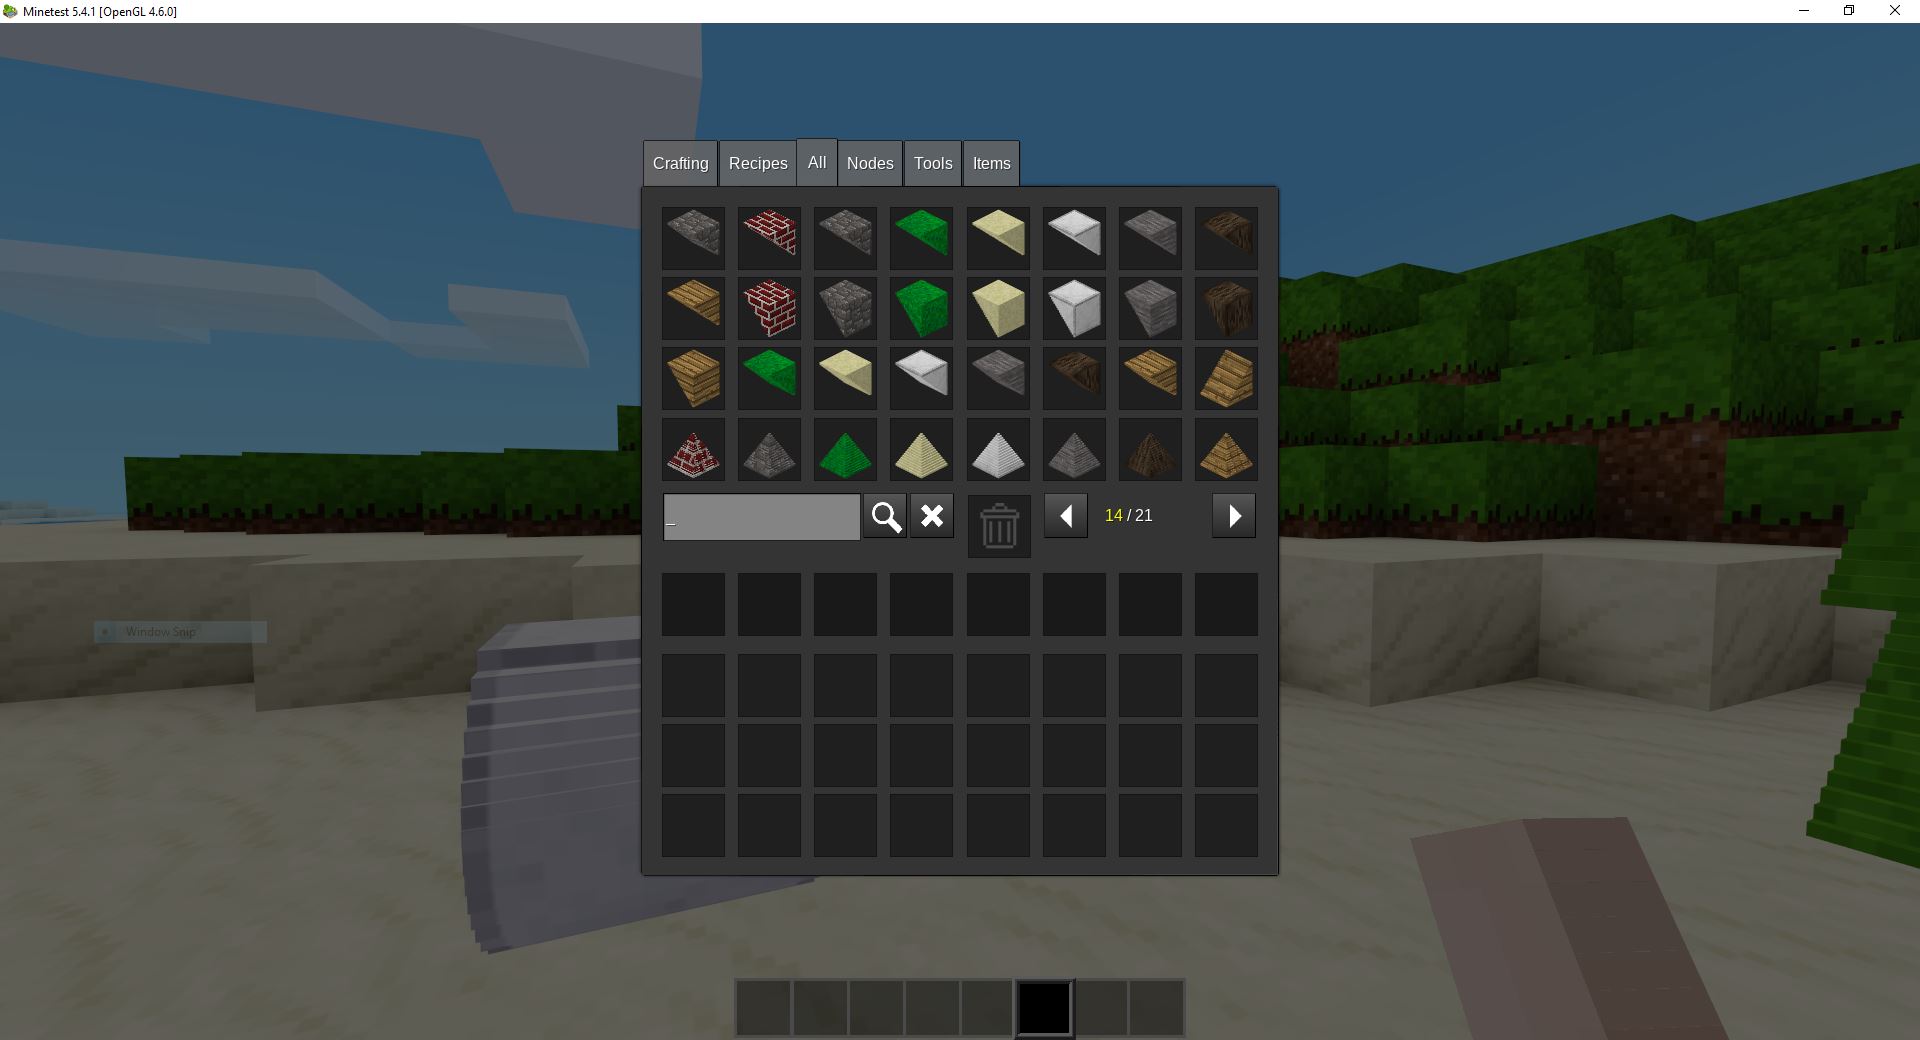 Minetest 5.4.1 [OpenGL 4.6.0]
Crafting Recipes All Nodes Tools Items
_
14 / 21
Window Snip